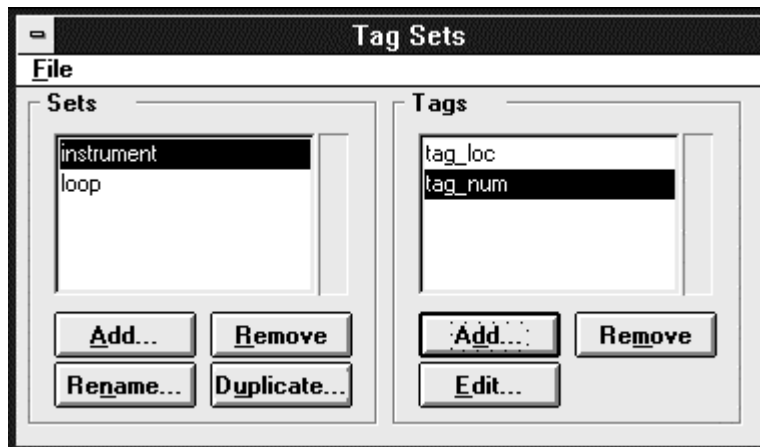 Tag Sets
File
Sets
instrument
loop
Add...
Remove
Rename...
Duplicate...
Tags
tag_loc
tag_num
Add...
Remove
Edit...